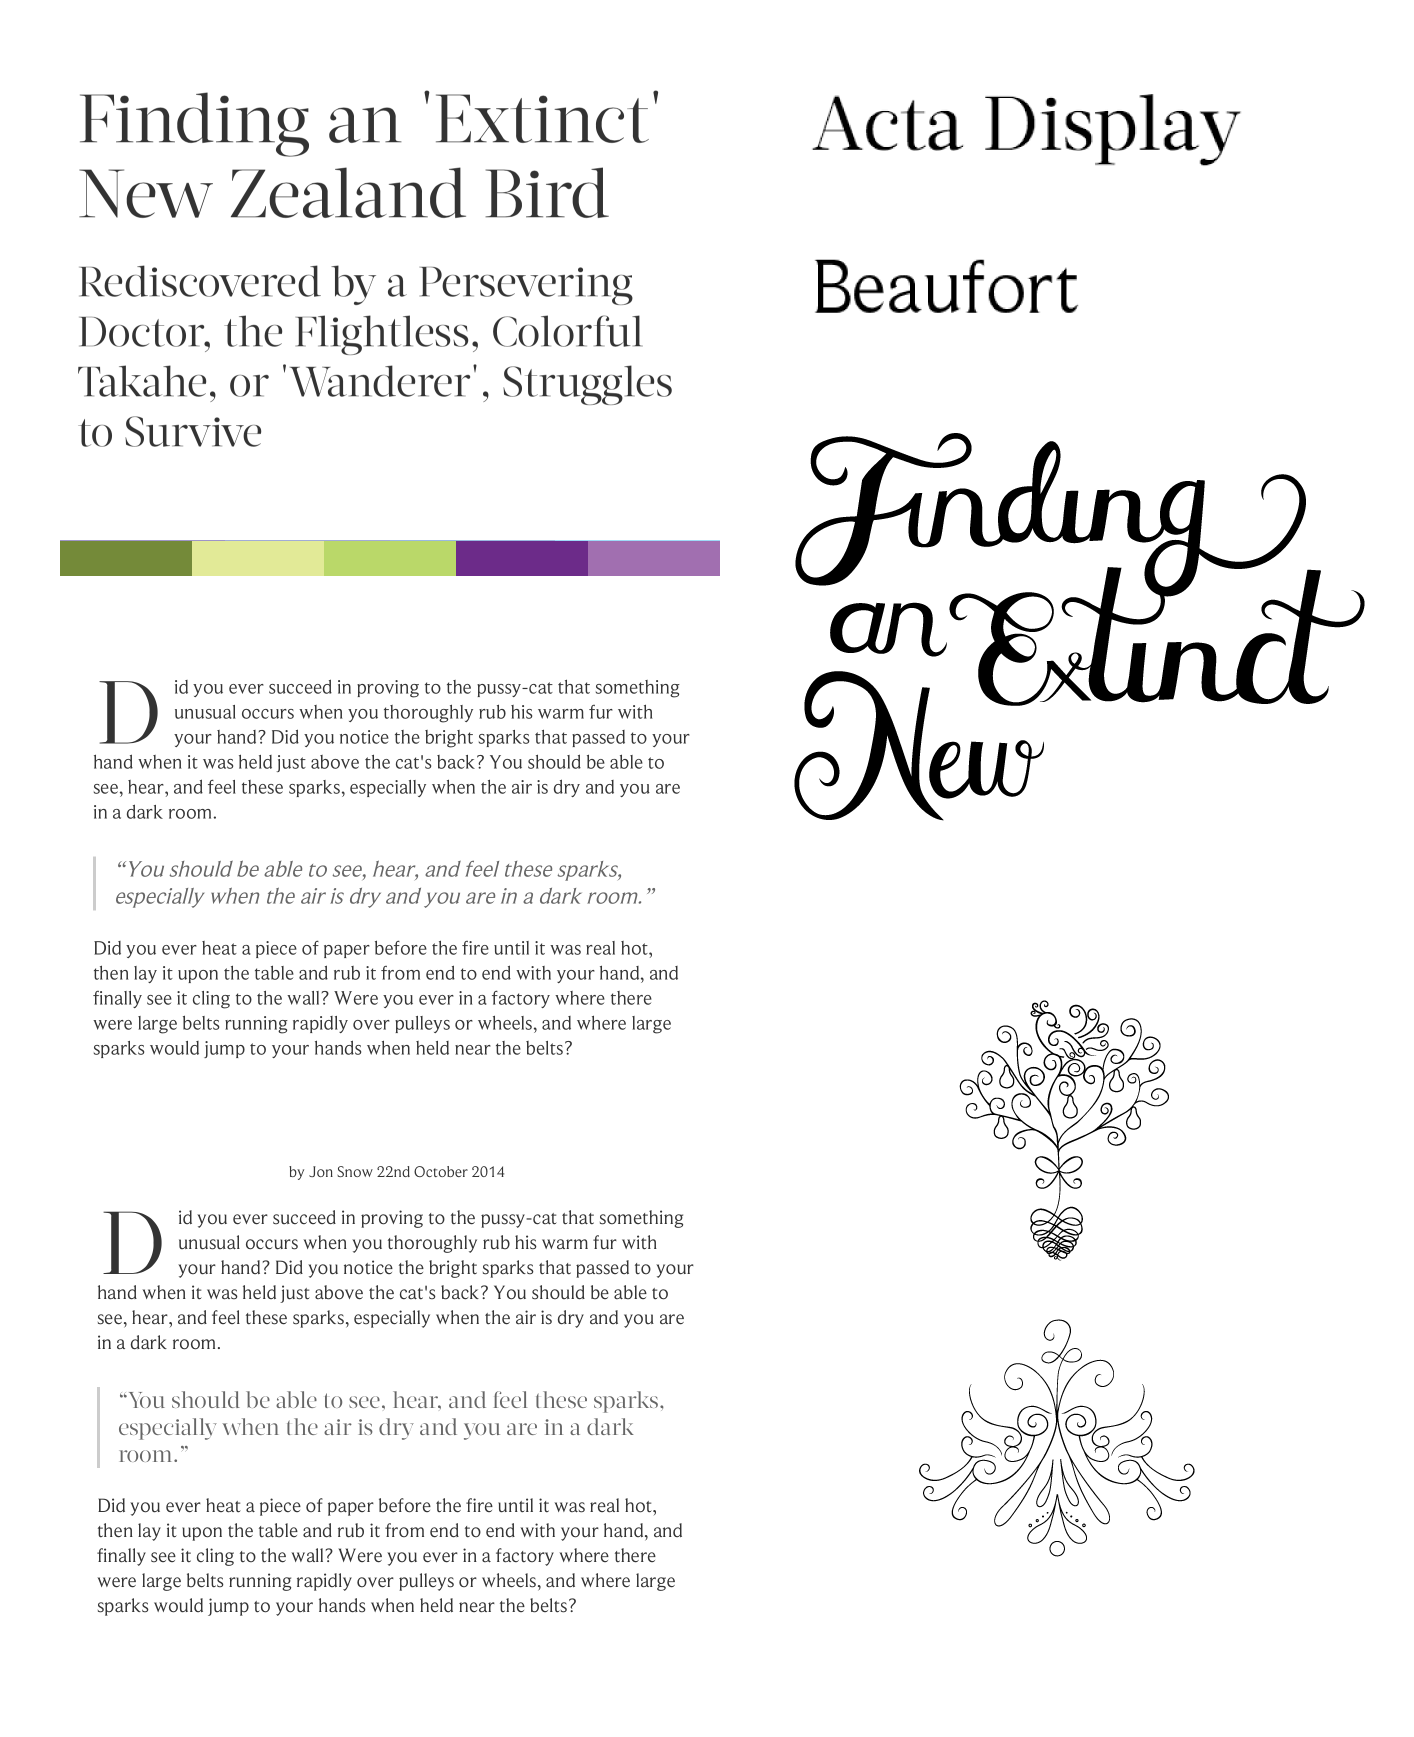 Finding an 'Extinct'
New Zealand Bird
Rediscovered by a Persevering
Doctor, the Flightless, Colorful
Takahe, or 'Wanderer', Struggles
to Survive
Did you ever succeed in proving to the pussy-cat that something
unusual occurs when you thoroughly rub his warm fur with
your hand? Did you notice the bright sparks that passed to your
hand when it was held just above the cat's back? You should be able to
see, hear, and feel these sparks, especially when the air is dry and you are
in a dark room.
“You should be able to see, hear, and feel these sparks,
especially when the air is dry and you are in a dark room.”
Did you ever heat a piece of paper before the fire until it was real hot,
then lay it upon the table and rub it from end to end with your hand, and
finally see it cling to the wall? Were you ever in a factory where there
were large belts running rapidly over pulleys or wheels, and where large
sparks would jump to your hands when held near the belts?
by Jon Snow 22nd October 2014
Did you ever succeed in proving to the pussy-cat that something
unusual occurs when you thoroughly rub his warm fur with
your hand? Did you notice the bright sparks that passed to your
hand when it was held just above the cat's back? You should be able to
see, hear, and feel these sparks, especially when the air is dry and you are
in a dark room.
“You should be able to see, hear, and feel these sparks,
especially when the air is dry and you are in a dark
room.”
Did you ever heat a piece of paper before the fire until it was real hot,
then lay it upon the table and rub it from end to end with your hand, and
finally see it cling to the wall? Were you ever in a factory where there
were large belts running rapidly over pulleys or wheels, and where large
sparks would jump to your hands when held near the belts?
Acta Display
Beaufort
Finding
an Extinct
New